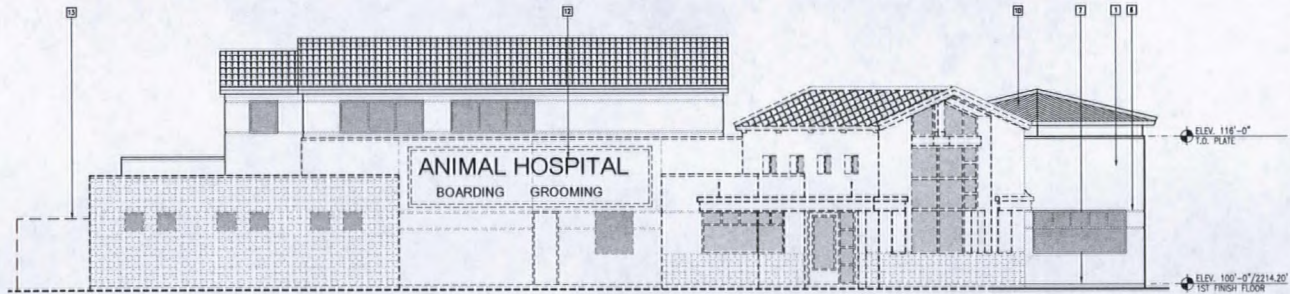 13
12
10
7
1
6
ELEV. 116'-0"
T.O. PLATE
ANIMAL HOSPITAL
BOARDING GROOMING
ELEV. 100'-0"/2214.20'
1ST FINISH FLOOR